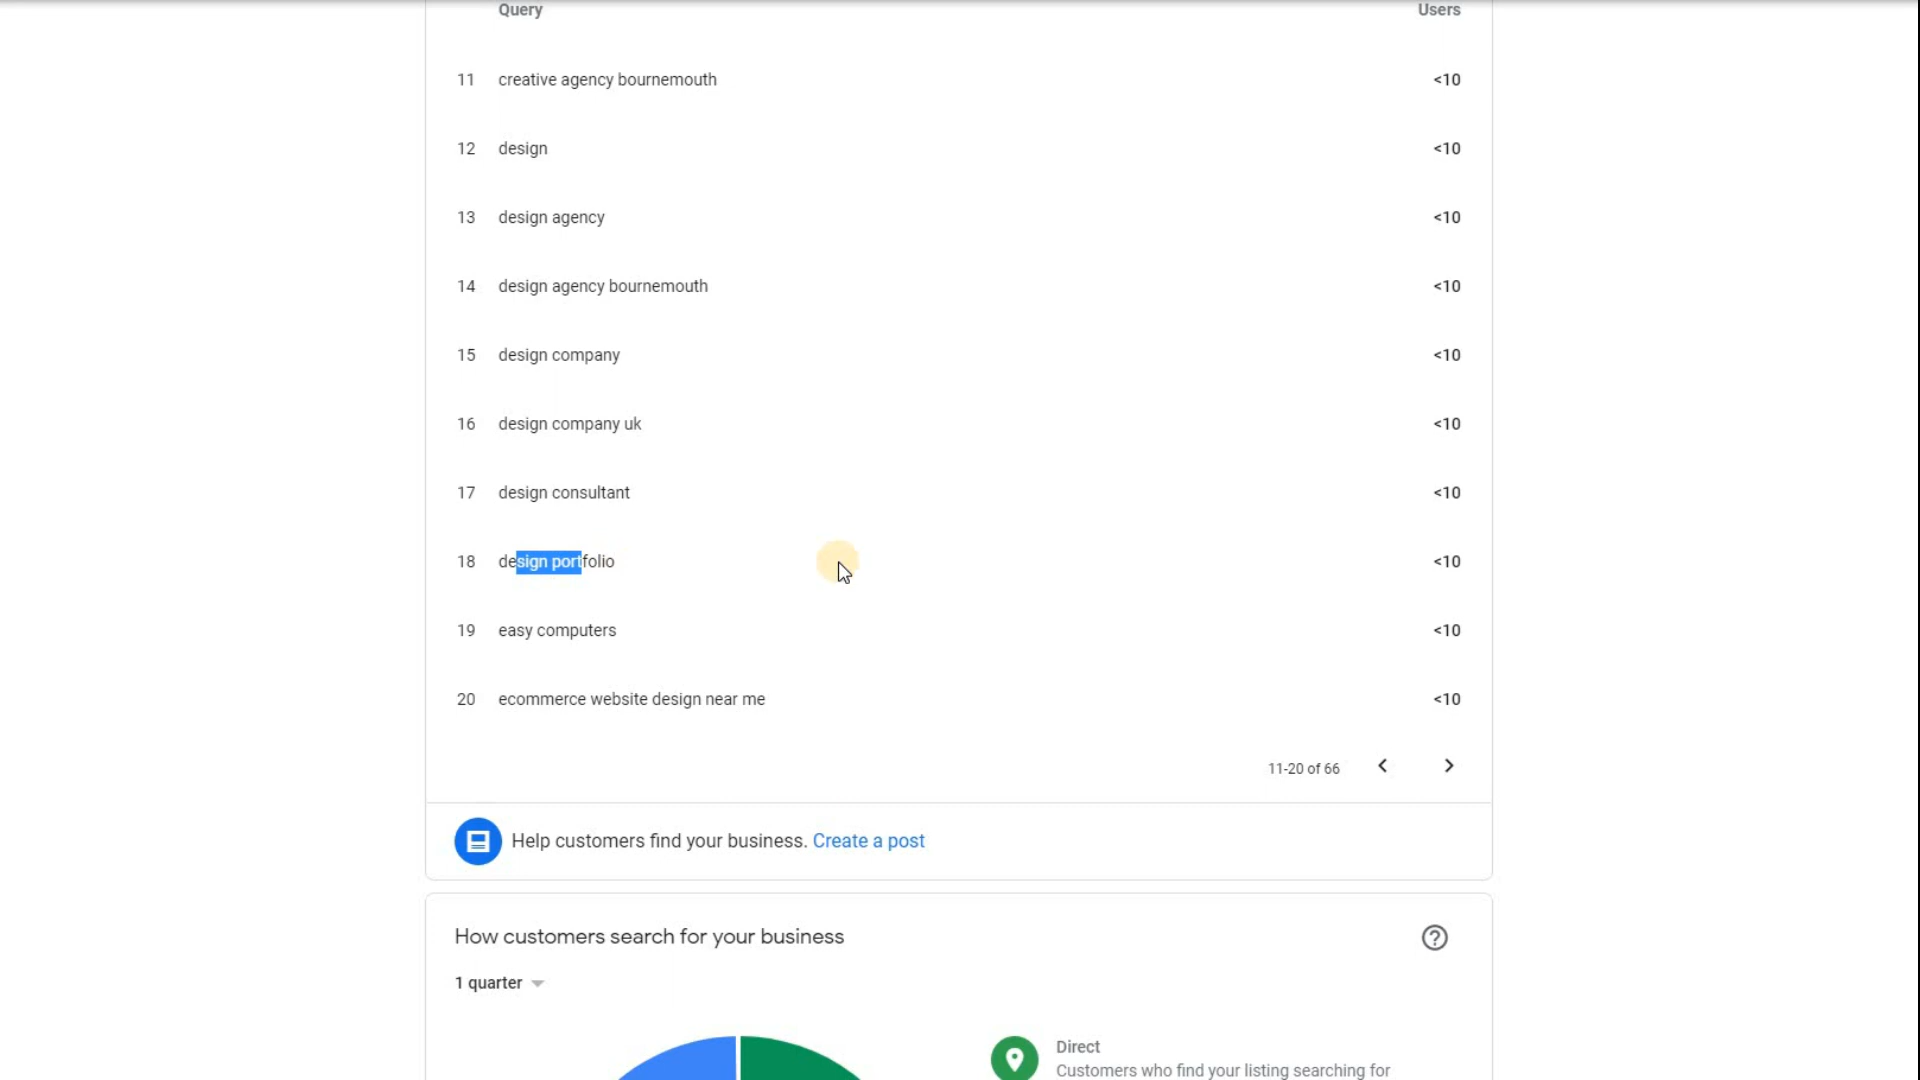 Query Users
11 creative agency bournemouth <10
12 design <10
13 design agency <10
14 design agency bournemouth <10
15 design company <10
16 design company uk <10
17 design consultant <10
18 design portfolio <10
19 easy computers <10
20 ecommerce website design near me <10
11-20 of 66
Help customers find your business. Create a post
How customers search for your business
1 quarter
Direct
Customers who find your listing searching for